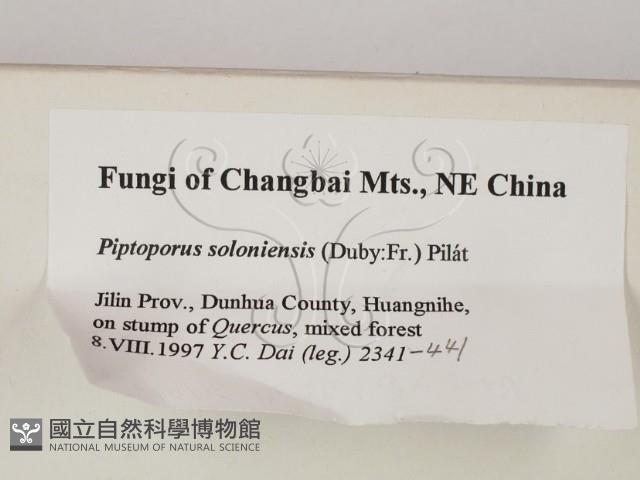 Fungi of Changbai Mts., NE China
Piptoporus soloniensis (Duby:Fr.) Pilát
Jilin Prov., Dunhua County, Huangnihe,
on stump of Quercus, mixed forest
8.VIII.1997 Y.C. Dai (leg.) 2341-441
國立自然科學博物館
NATIONAL MUSEUM OF NATURAL SCIENCE